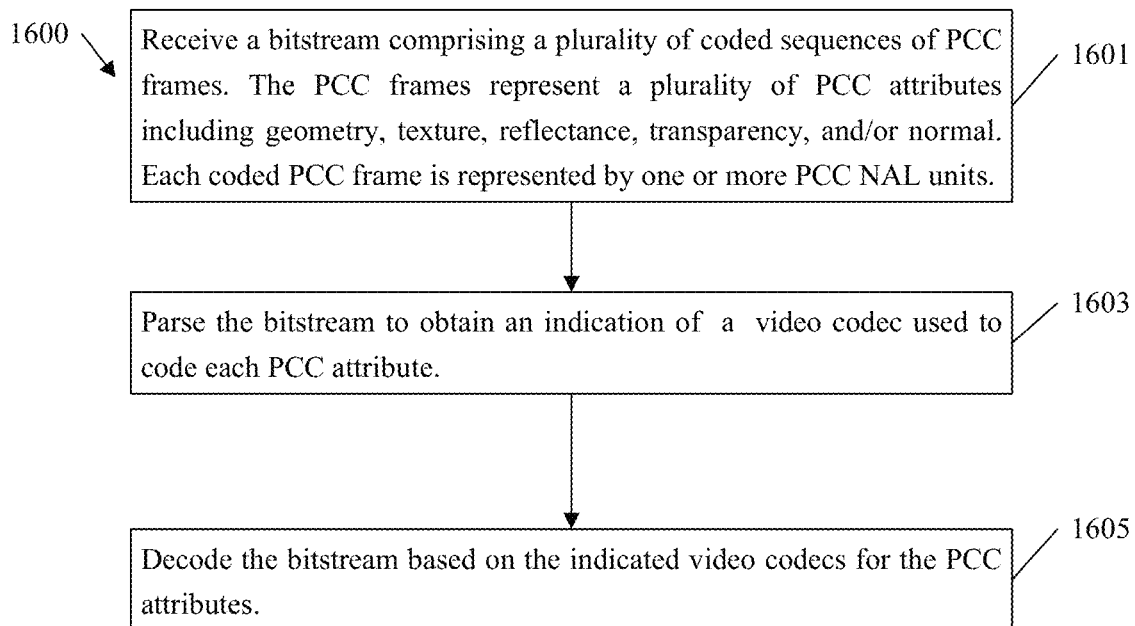 1600
Receive a bitstream comprising a plurality of coded sequences of PCC
1601
frames. The PCC frames represent a plurality of PCC attributes
including geometry, texture, reflectance, transparency, and/or normal.
Each coded PCC frame is represented by one or more PCC NAL units.
1603
Parse the bitstream to obtain an indication of a video codec used to
code each PCC attribute.
1605
Decode the bitstream based on the indicated video codecs for the PCC
attributes.